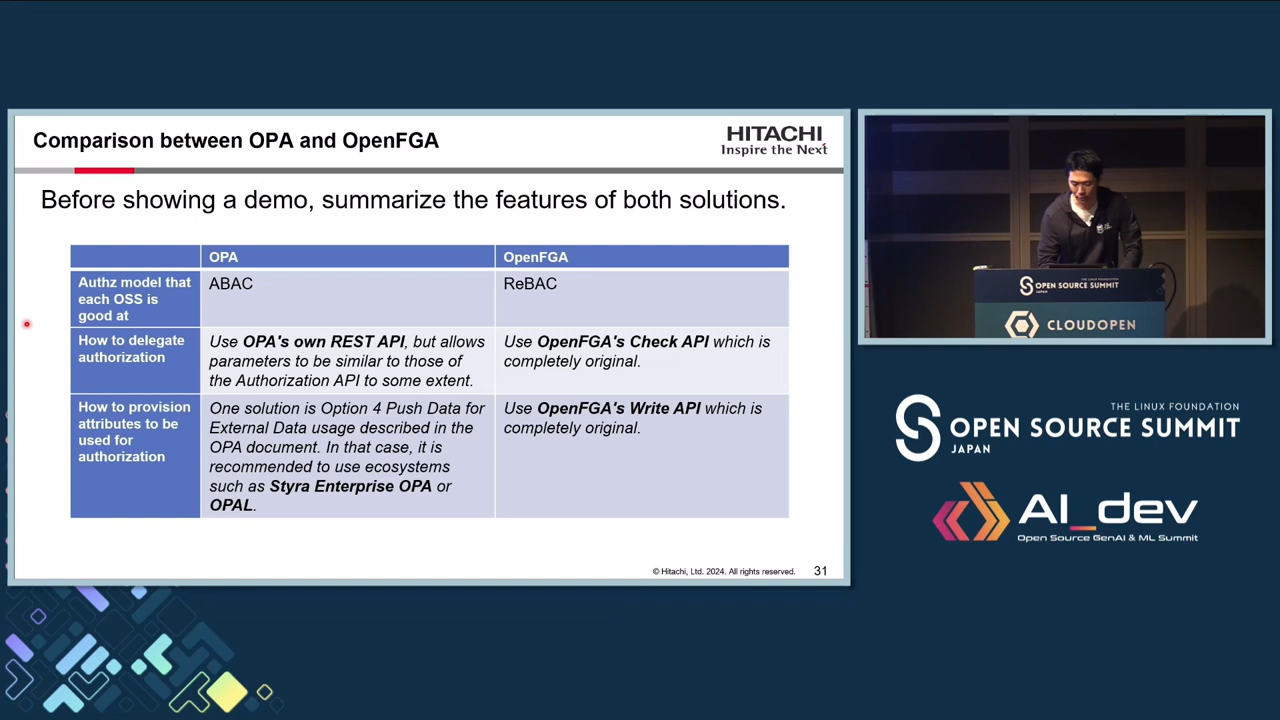 Comparison between OPA and OpenFGA
HITACHI
Inspire the Next
Before showing a demo, summarize the features of both solutions.
OPA
OpenFGA
Authz model that
each OSS is
good at
ABAC
ReBAC
How to delegate
authorization
Use OPA's own REST API, but allows
parameters to be similar to those of
the Authorization API to some extent.
Use OpenFGA's Check API which is
completely original.
How to provision
attributes to be
used for
authorization
One solution is Option 4 Push Data for
External Data usage described in the
OPA document. In that case, it is
recommended to use ecosystems
such as Styra Enterprise OPA or
OPAL.
Use OpenFGA's Write API which is
completely original.
© Hitachi, Ltd. 2024. All rights reserved.
31
THE LINUX FOUNDATION
OPEN SOURCE SUMMIT
JAPAN
CLOUDOPEN
THE LINUX FOUNDATION
OPEN SOURCE SUMMIT
JAPAN
AI_dev
Open Source GenAI & ML Summit